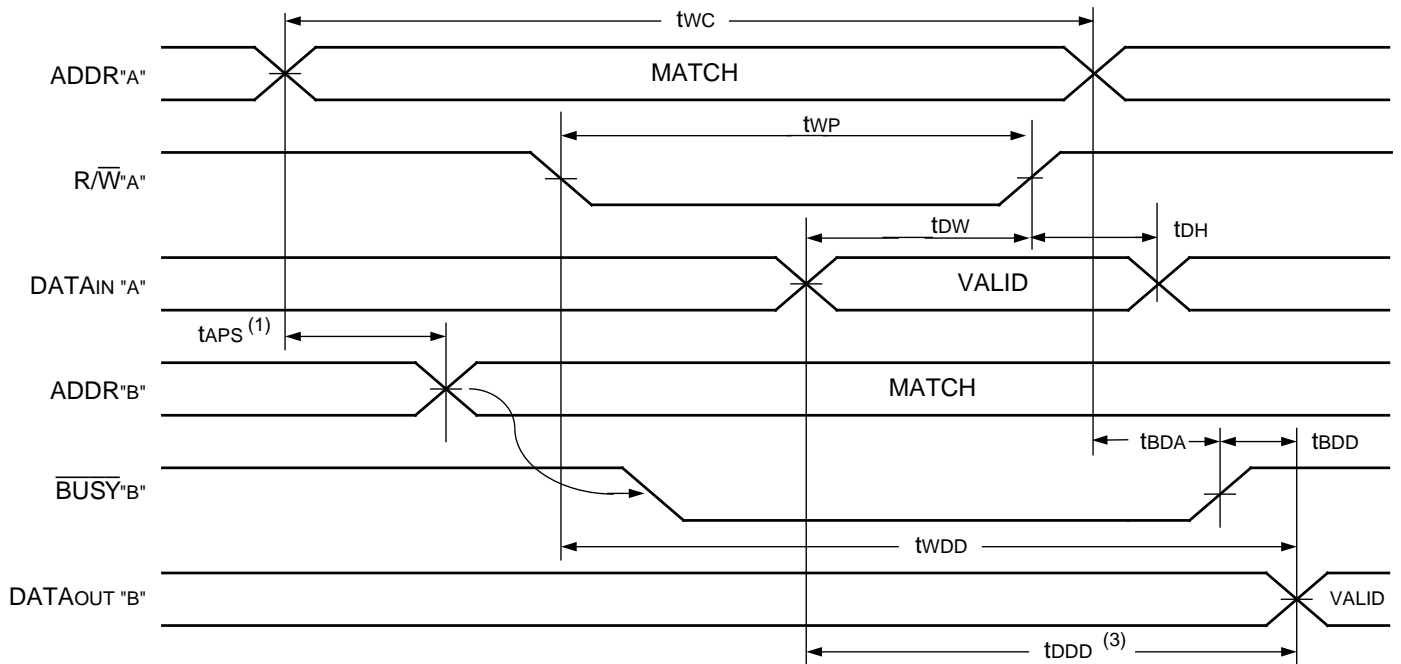 tWC
ADDR"A"
MATCH
tWP
R/W̅"A"
tDW
tDH
DATAIN "A"
VALID
tAPS (1)
ADDR"B"
MATCH
tBDA
tBDD
B̅U̅S̅Y̅"B"
tWDD
DATAOUT "B"
VALID
tDDD (3)